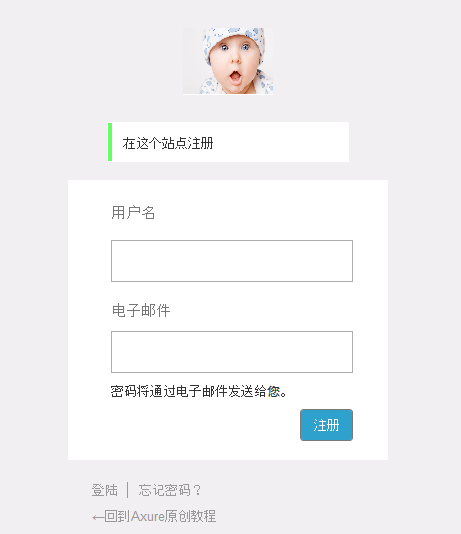 在这个站点注册
用户名
电子邮件
密码将通过电子邮件发送给您。
注册
登陆 | 忘记密码？
←回到Axure原创教程